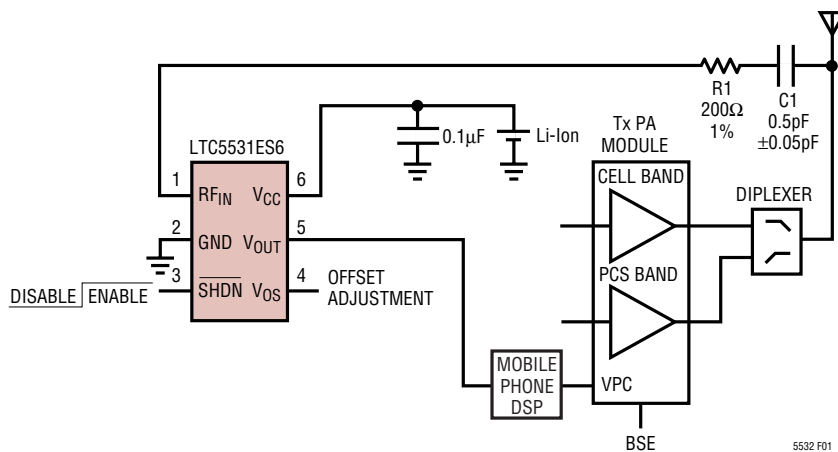 R1
200Ω
1%
C1
0.5pF
±0.05pF
LTC5531ES6
0.1µF
Li-Ion
Tx PA
MODULE
CELL BAND
DIPLEXER
1
RFIN
VCC
6
2
GND
VOUT
5
3
SHDN
VOS
4
DISABLE ENABLE
OFFSET
ADJUSTMENT
PCS BAND
MOBILE
PHONE
DSP
VPC
BSE
5532 F01